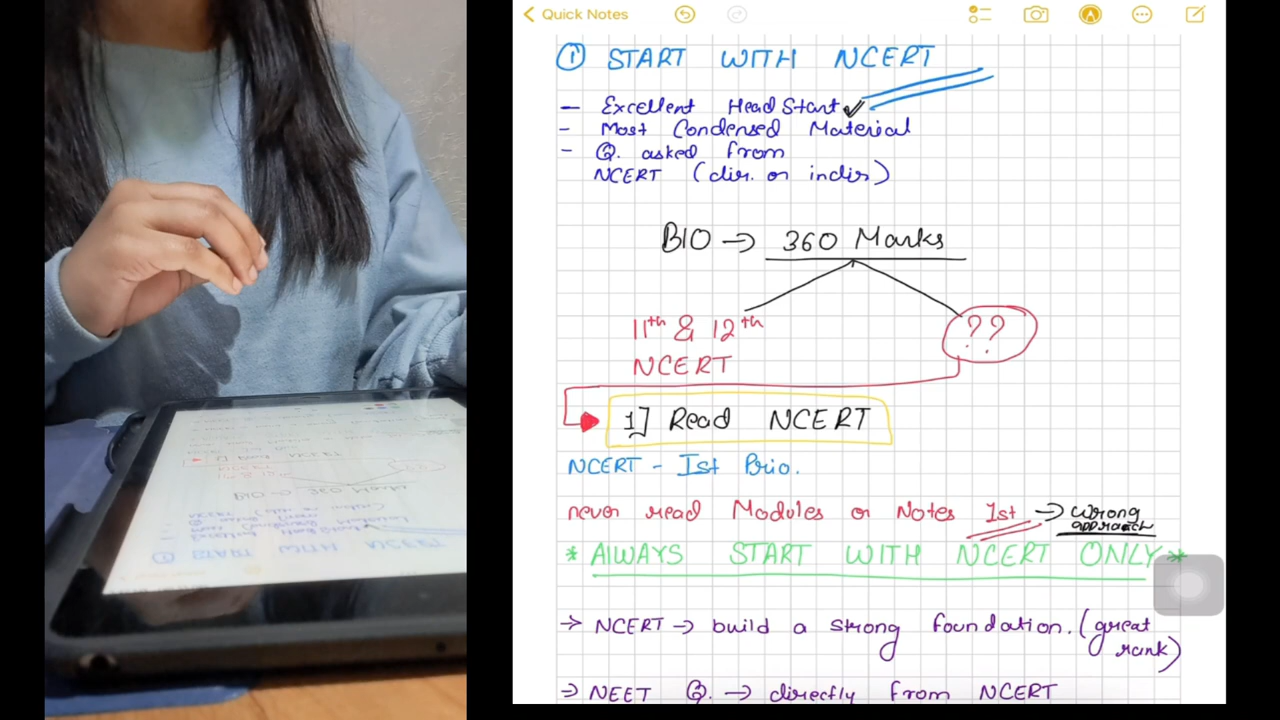 Quick Notes
① START WITH NCERT
- Excellent Head Start ✓
- Most Condensed Material
- Q. asked from
NCERT (dir. or indir)
BIO → 360 Marks
11th & 12th
NCERT
??
1] Read NCERT
NCERT - Ist Prio.
never read Modules or Notes 1st → wrong
approach
* AlWAYS START WITH NCERT ONLY *
→ NCERT → build a strong foundation. (great
rank)
⇒ NEET Q. → directly from NCERT